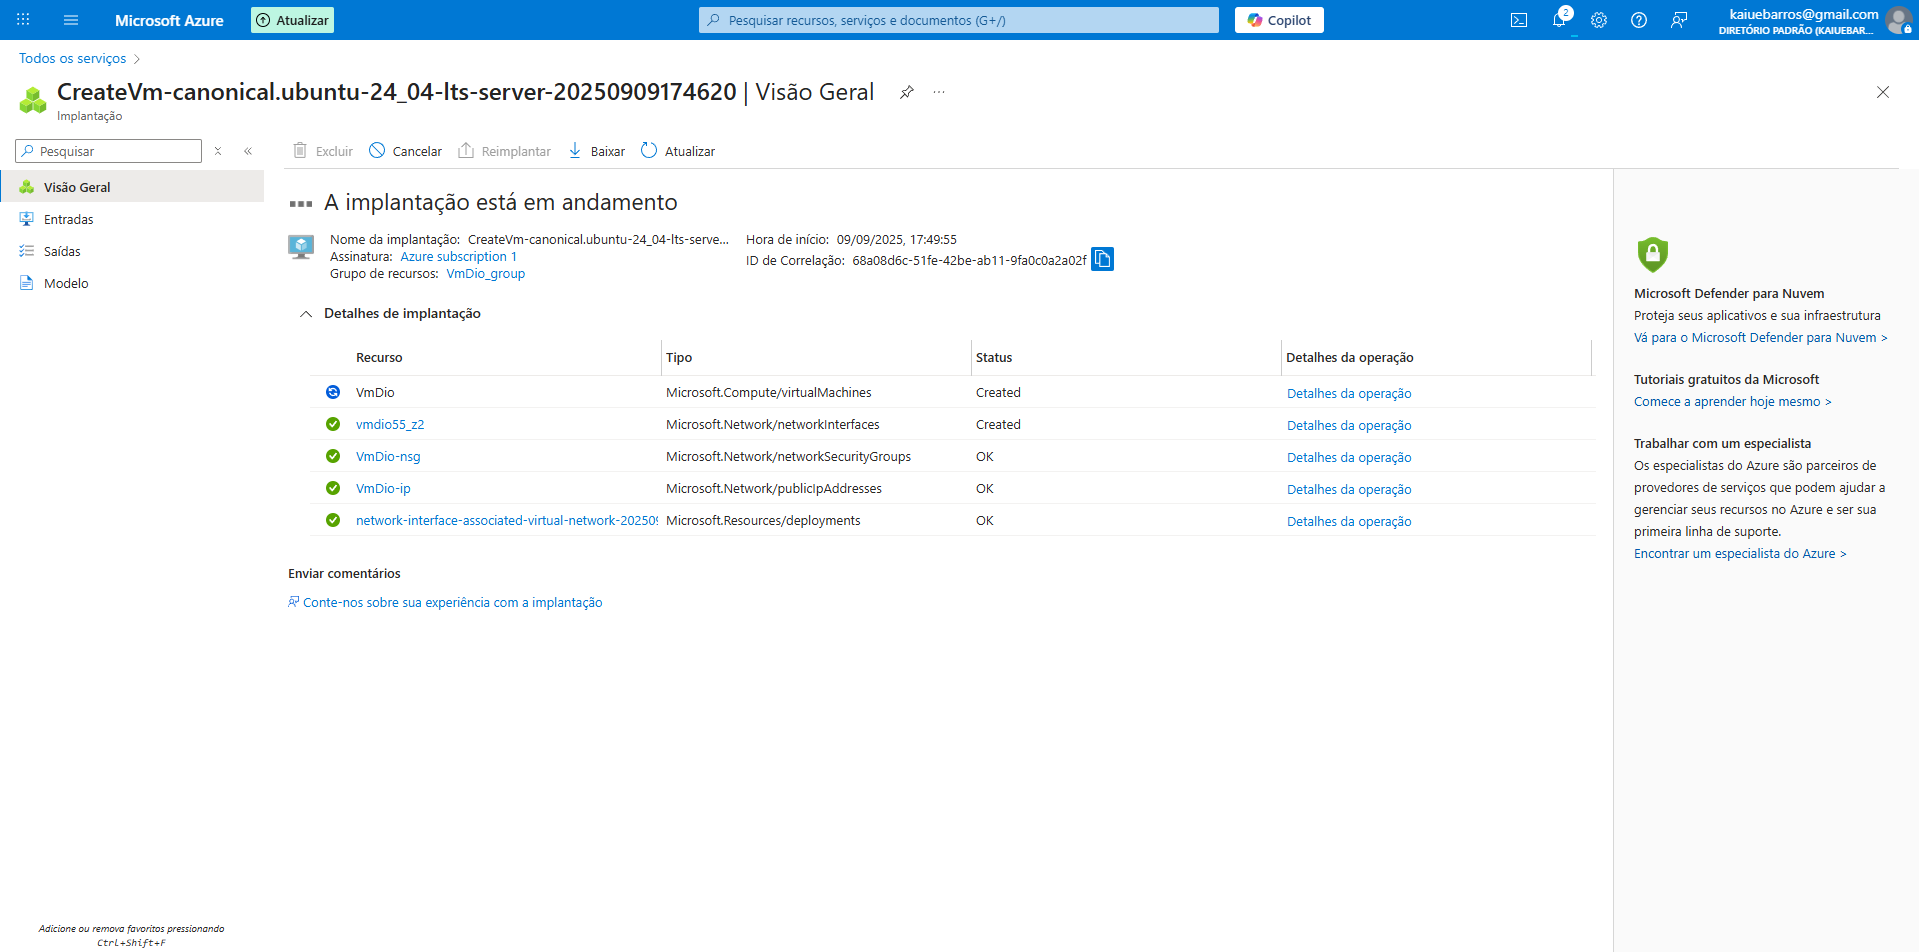 Microsoft Azure
Atualizar
Pesquisar recursos, serviços e documentos (G+/)
Copilot
2
kaiuebarros@gmail.com
DIRETÓRIO PADRÃO (KAIUEBAR...
Todos os serviços
CreateVm-canonical.ubuntu-24_04-lts-server-20250909174620 | Visão Geral
Implantação
Pesquisar
Excluir
Cancelar
Reimplantar
Baixar
Atualizar
Visão Geral
Entradas
Saídas
Modelo
A implantação está em andamento
Nome da implantação: CreateVm-canonical.ubuntu-24_04-lts-serve...
Assinatura: Azure subscription 1
Grupo de recursos: VmDio_group
Hora de início: 09/09/2025, 17:49:55
ID de Correlação: 68a08d6c-51fe-42be-ab11-9fa0c0a2a02f
Detalhes de implantação
Recurso Tipo Status Detalhes da operação
VmDio Microsoft.Compute/virtualMachines Created Detalhes da operação
vmdio55_z2 Microsoft.Network/networkInterfaces Created Detalhes da operação
VmDio-nsg Microsoft.Network/networkSecurityGroups OK Detalhes da operação
VmDio-ip Microsoft.Network/publicIpAddresses OK Detalhes da operação
network-interface-associated-virtual-network-202509 Microsoft.Resources/deployments OK Detalhes da operação
Enviar comentários
Conte-nos sobre sua experiência com a implantação
Microsoft Defender para Nuvem
Proteja seus aplicativos e sua infraestrutura
Vá para o Microsoft Defender para Nuvem >
Tutoriais gratuitos da Microsoft
Comece a aprender hoje mesmo >
Trabalhar com um especialista
Os especialistas do Azure são parceiros de
provedores de serviços que podem ajudar a
gerenciar seus recursos no Azure e ser sua
primeira linha de suporte.
Encontrar um especialista do Azure >
Adicione ou remova favoritos pressionando
Ctrl+Shift+F